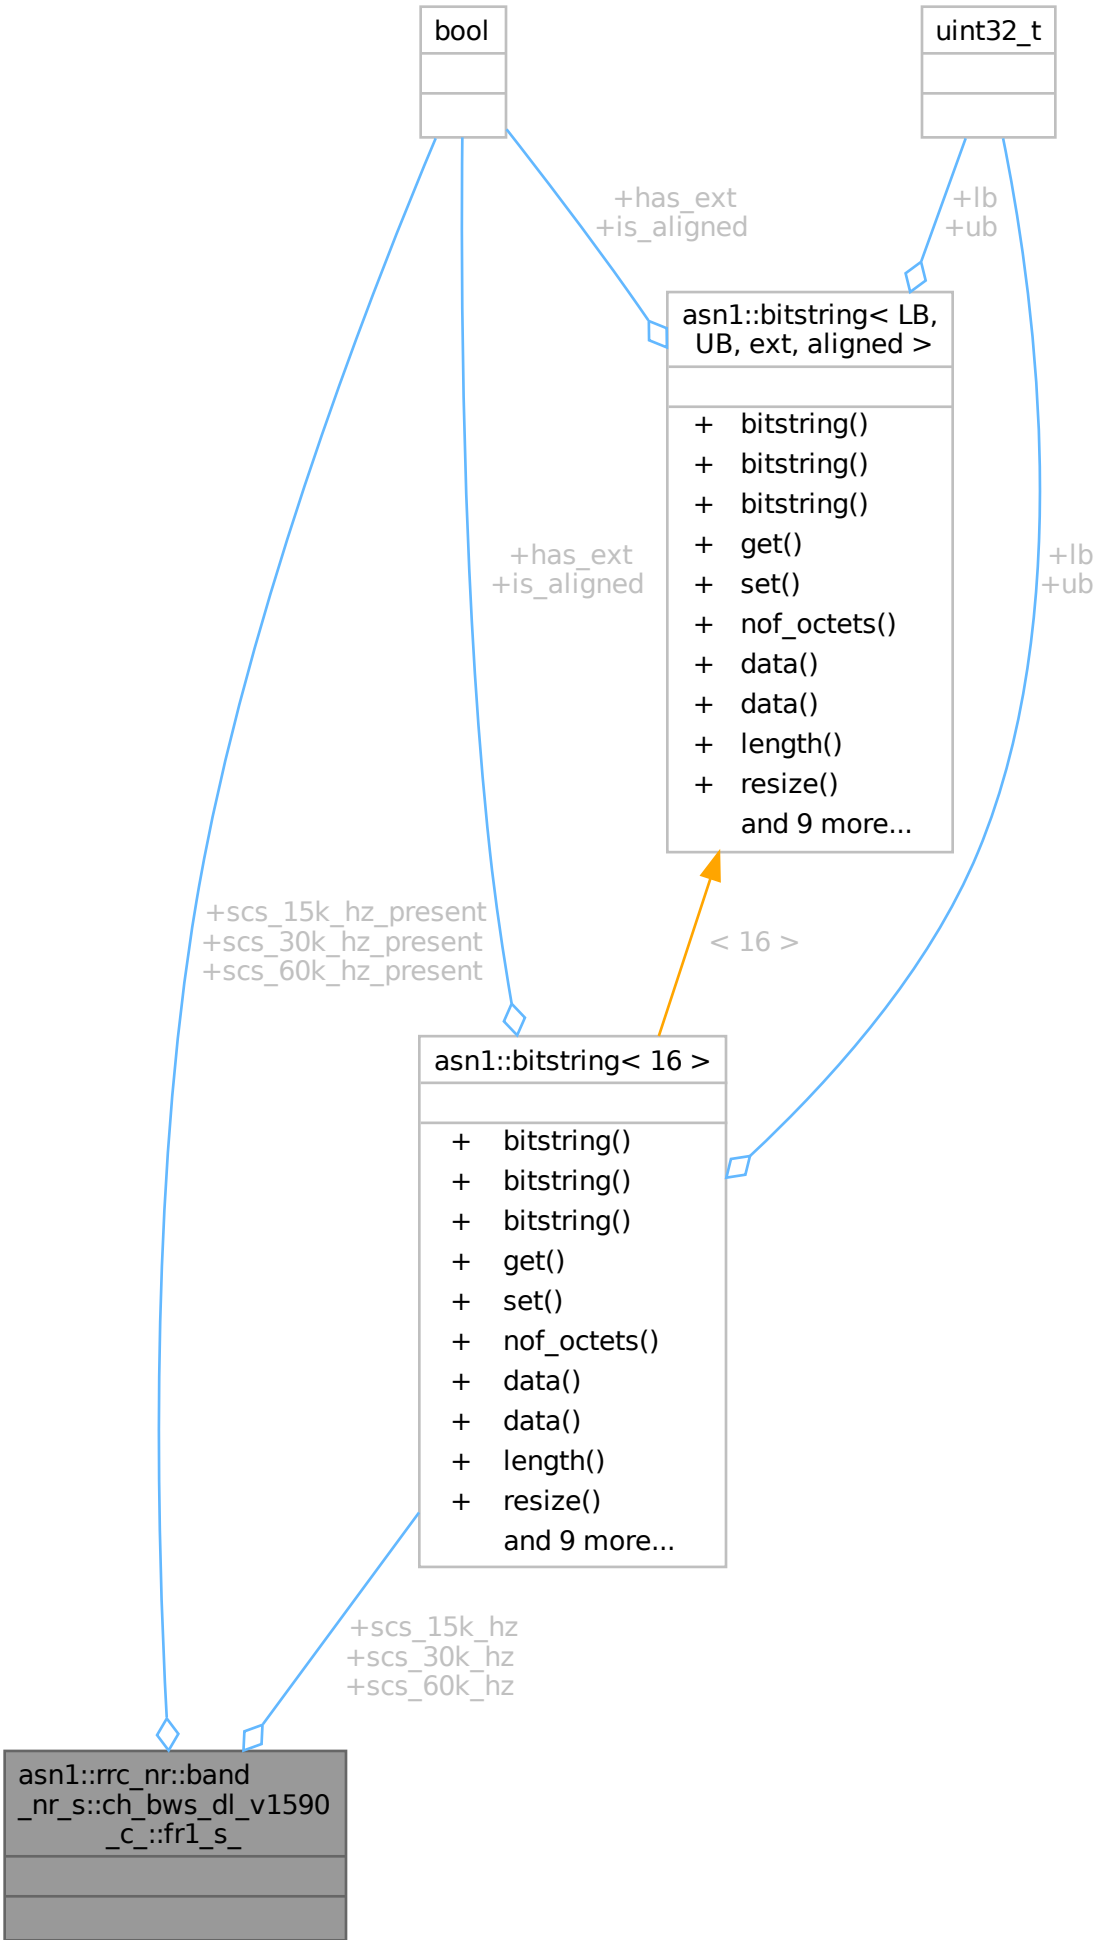 bool
uint32_t
+has_ext
+is_aligned
+lb
+ub
asn1::bitstring< LB,
UB, ext, aligned >
+ bitstring()
+ bitstring()
+ bitstring()
+ get()
+ set()
+ nof_octets()
+ data()
+ data()
+ length()
+ resize()
and 9 more...
+has_ext
+is_aligned
+lb
+ub
+scs_15k_hz_present
+scs_30k_hz_present
+scs_60k_hz_present
< 16 >
asn1::bitstring< 16 >
+ bitstring()
+ bitstring()
+ bitstring()
+ get()
+ set()
+ nof_octets()
+ data()
+ data()
+ length()
+ resize()
and 9 more...
+scs_15k_hz
+scs_30k_hz
+scs_60k_hz
asn1::rrc_nr::band
_nr_s::ch_bws_dl_v1590
_c_::fr1_s_